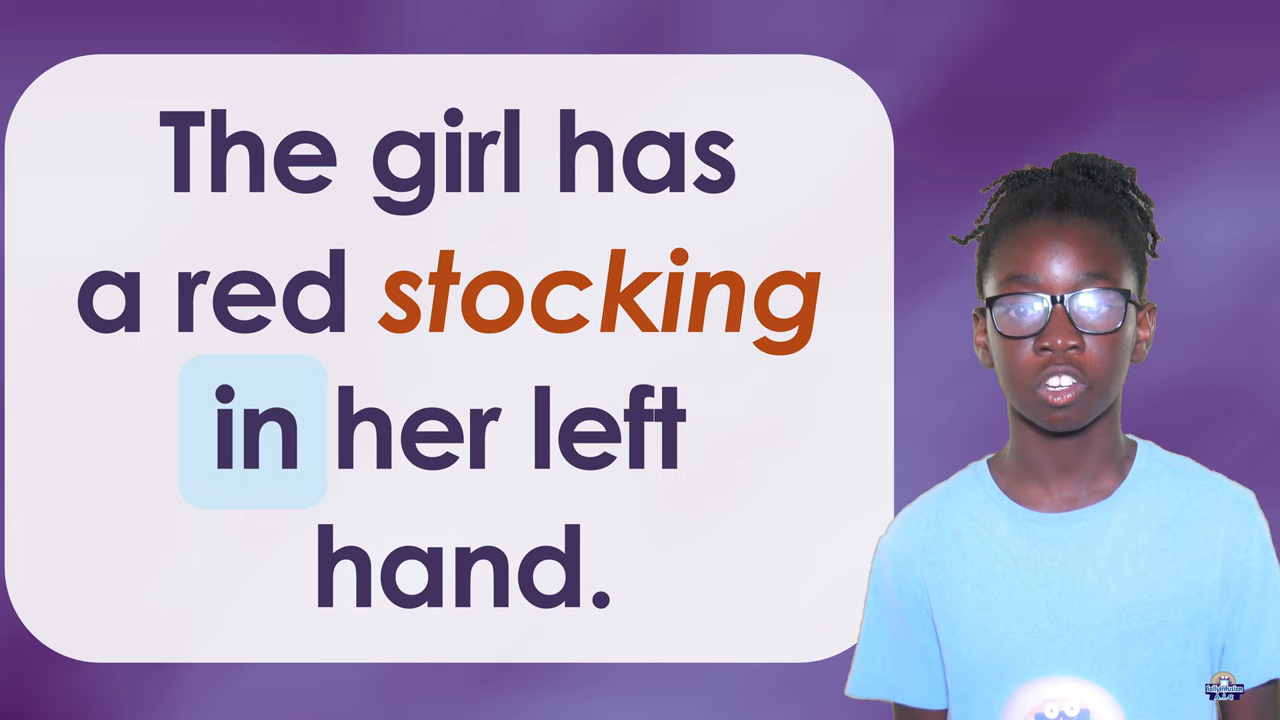 The girl has
a red stocking
in her left
hand.